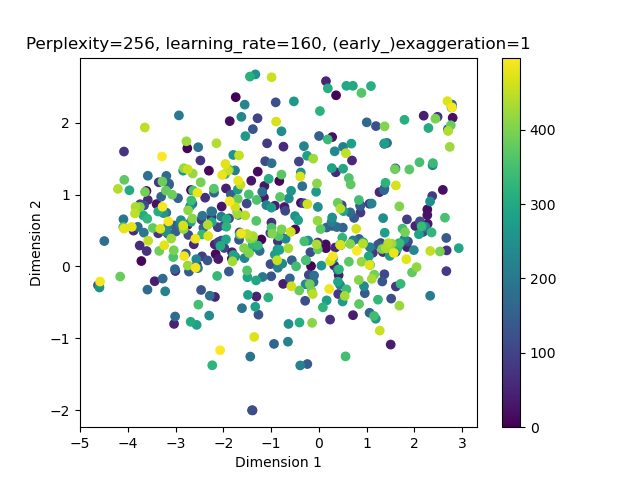 Perplexity=256, learning_rate=160, (early_)exaggeration=1
Dimension 2
2
1
0
−1
−2
−5 −4 −3 −2 −1 0 1 2 3
Dimension 1
400
300
200
100
0